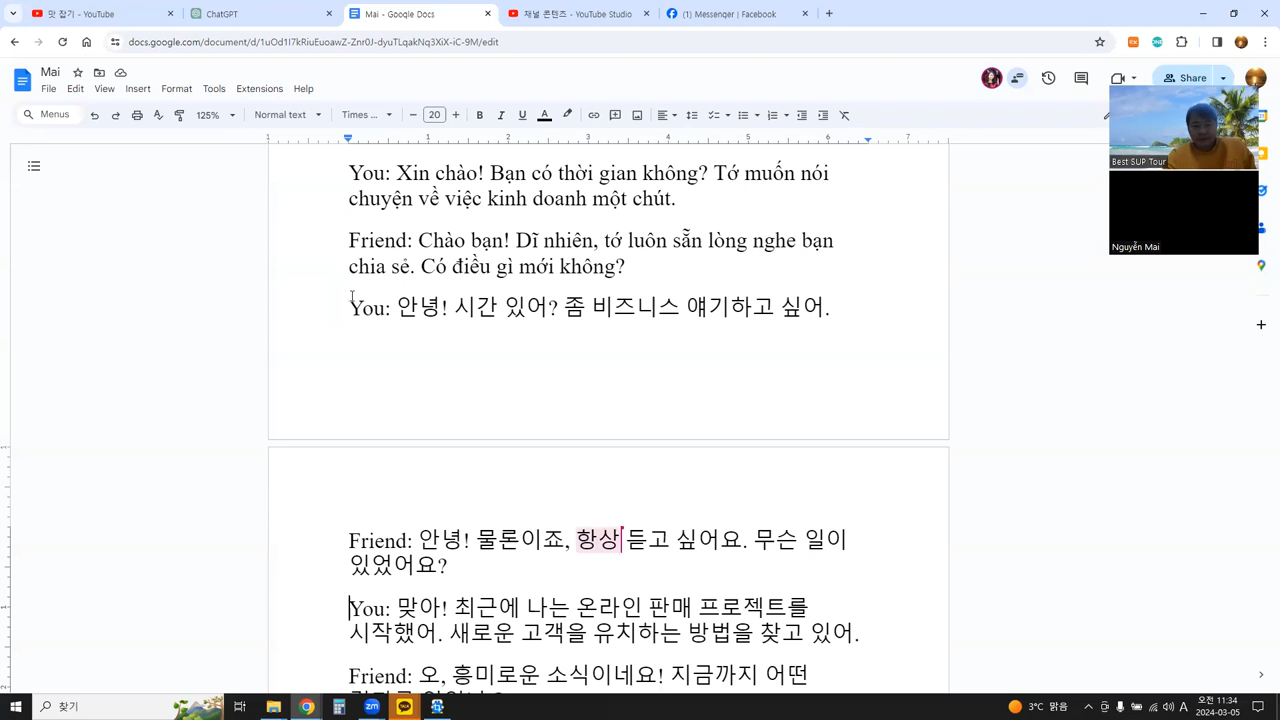 맛 잡기 - YouTube
ChatGPT
Mai - Google Docs
채널 콘텐츠 - YouTube Studio
(1) Messenger | Facebook
docs.google.com/document/d/1uOd1I7kRiuEuoawZ-Znr0J-dyuTLqakNq3XiX-iC-9M/edit
Mai
File Edit View Insert Format Tools Extensions Help
Share
Menus 125% Normal text Times ... 20
Best SUP Tour
Nguyễn Mai
You: Xin chào! Bạn có thời gian không? Tớ muốn nói
chuyện về việc kinh doanh một chút.
Friend: Chào bạn! Dĩ nhiên, tớ luôn sẵn lòng nghe bạn
chia sẻ. Có điều gì mới không?
You: 안녕! 시간 있어? 좀 비즈니스 얘기하고 싶어.
Friend: 안녕! 물론이죠, 항상 듣고 싶어요. 무슨 일이
있었어요?
You: 맞아! 최근에 나는 온라인 판매 프로젝트를
시작했어. 새로운 고객을 유치하는 방법을 찾고 있어.
Friend: 오, 흥미로운 소식이네요! 지금까지 어떤
찾기
3°C 맑음
A
오전 11:34
2024-03-05